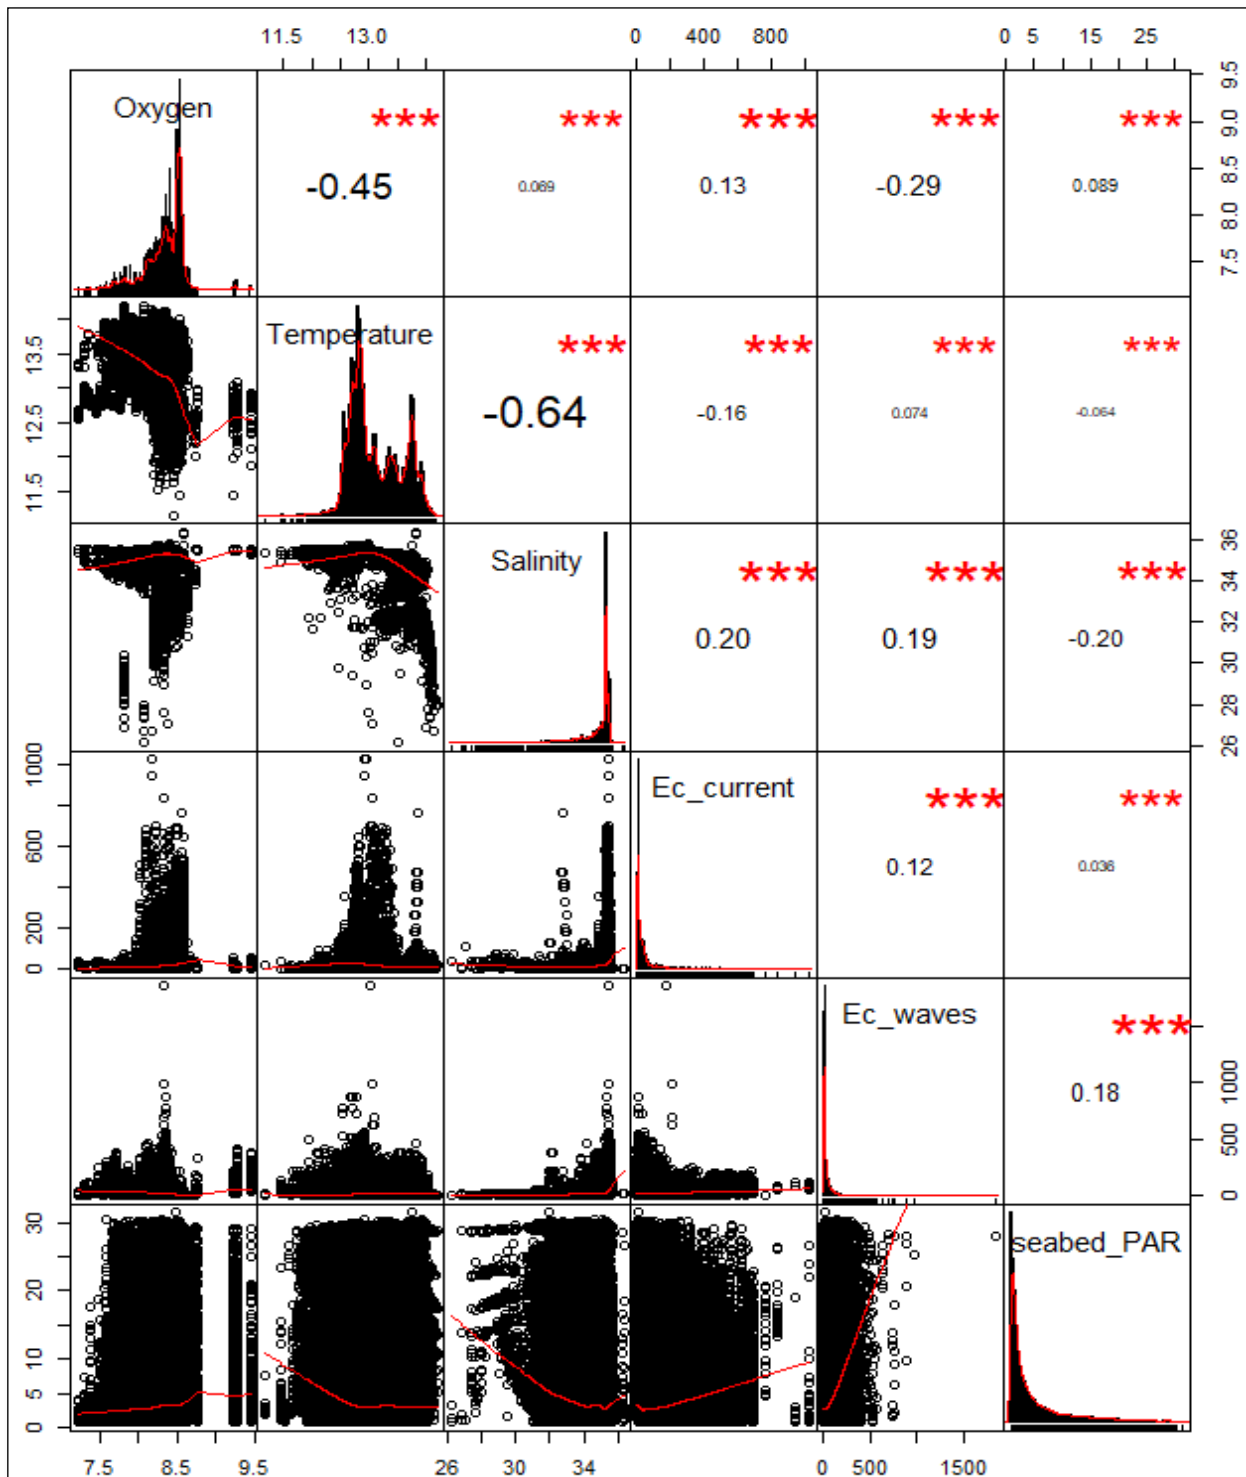 11.5 13.0 0 400 800 0 5 15 25
Oxygen *** *** *** *** ***
-0.45 0.069 0.13 -0.29 0.089
7.5 8.0 8.5 9.0 9.5
Temperature *** *** *** ***
-0.64 -0.16 0.074 -0.064
11.5 12.5 13.5
Salinity *** *** ***
0.20 0.19 -0.20
26 28 30 32 34 36
Ec_current *** ***
0.12 0.036
0 200 600 1000
Ec_waves ***
0.18
0 500 1000
seabed_PAR
0 5 10 20 30
7.5 8.5 9.5 26 30 34 0 500 1500